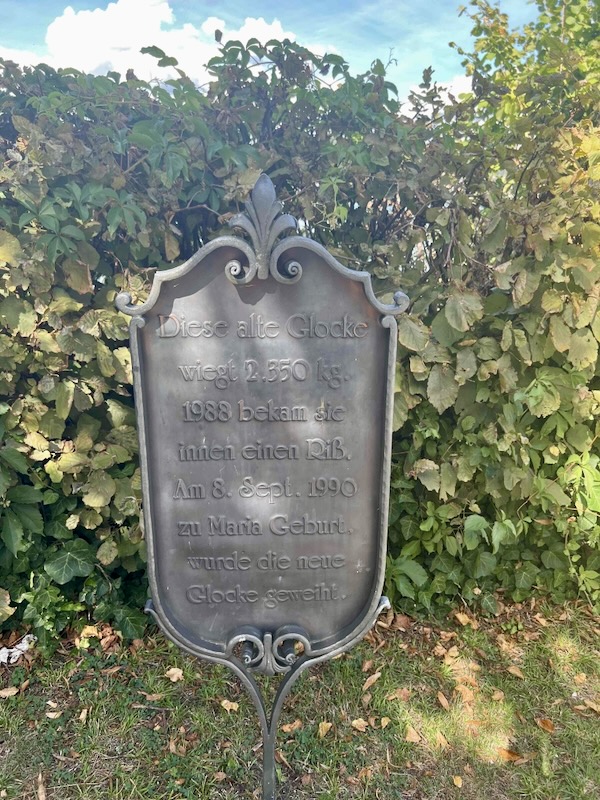 Diese alte Glocke
wiegt 2.350 kg.
1988 bekam sie
innen einen Riß.
Am 8. Sept. 1990
zu Maria Geburt,
wurde die neue
Glocke geweiht.